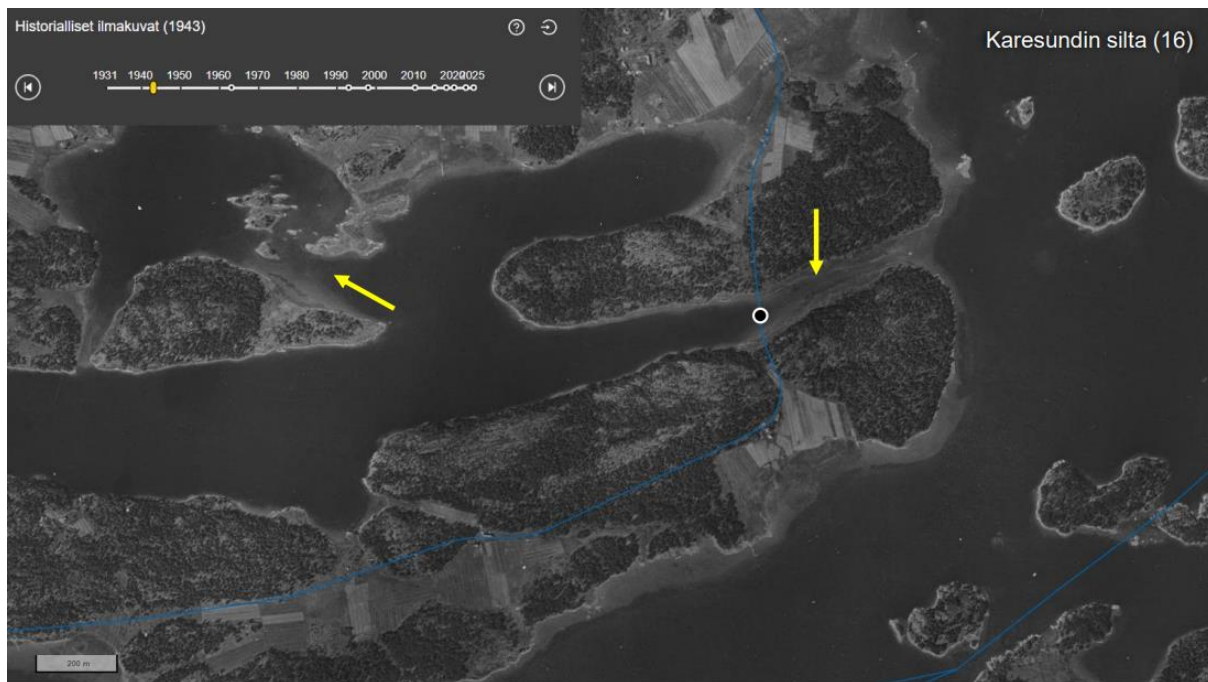 Historialliset ilmakuvat (1943)
?
Karesundin silta (16)
1931 1940 1950 1960 1970 1980 1990 2000 2010 2020 2025
200 m